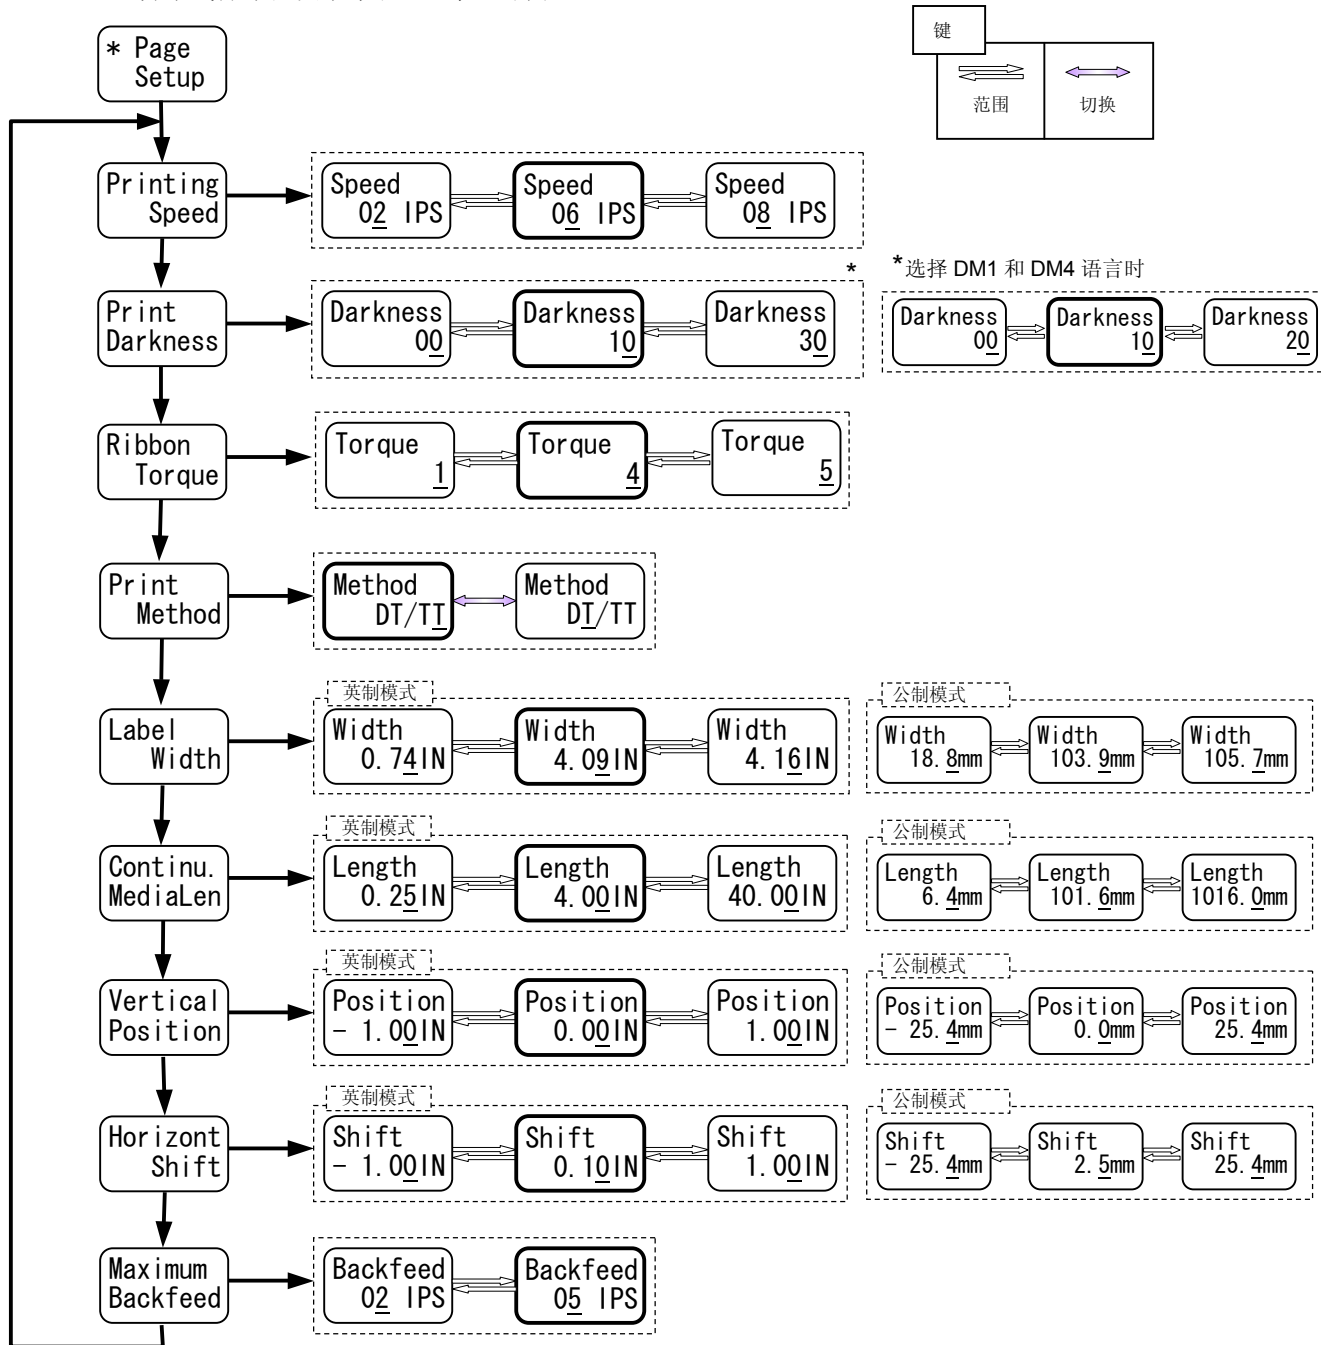 键
范围
切换
* Page
Setup
Printing
Speed
Speed
02 IPS
Speed
06 IPS
Speed
08 IPS
*
*选择 DM1 和 DM4 语言时
Print
Darkness
Darkness
00
Darkness
10
Darkness
30
Darkness
00
Darkness
10
Darkness
20
Ribbon
Torque
Torque
1
Torque
4
Torque
5
Print
Method
Method
DT/TT
Method
DT/TT
英制模式
公制模式
Label
Width
Width
0.74IN
Width
4.09IN
Width
4.16IN
Width
18.8mm
Width
103.9mm
Width
105.7mm
英制模式
公制模式
Continu.
MediaLen
Length
0.25IN
Length
4.00IN
Length
40.00IN
Length
6.4mm
Length
101.6mm
Length
1016.0mm
英制模式
公制模式
Vertical
Position
Position
- 1.00IN
Position
0.00IN
Position
1.00IN
Position
- 25.4mm
Position
0.0mm
Position
25.4mm
英制模式
公制模式
Horizont
Shift
Shift
- 1.00IN
Shift
0.10IN
Shift
1.00IN
Shift
- 25.4mm
Shift
2.5mm
Shift
25.4mm
Maximum
Backfeed
Backfeed
02 IPS
Backfeed
05 IPS